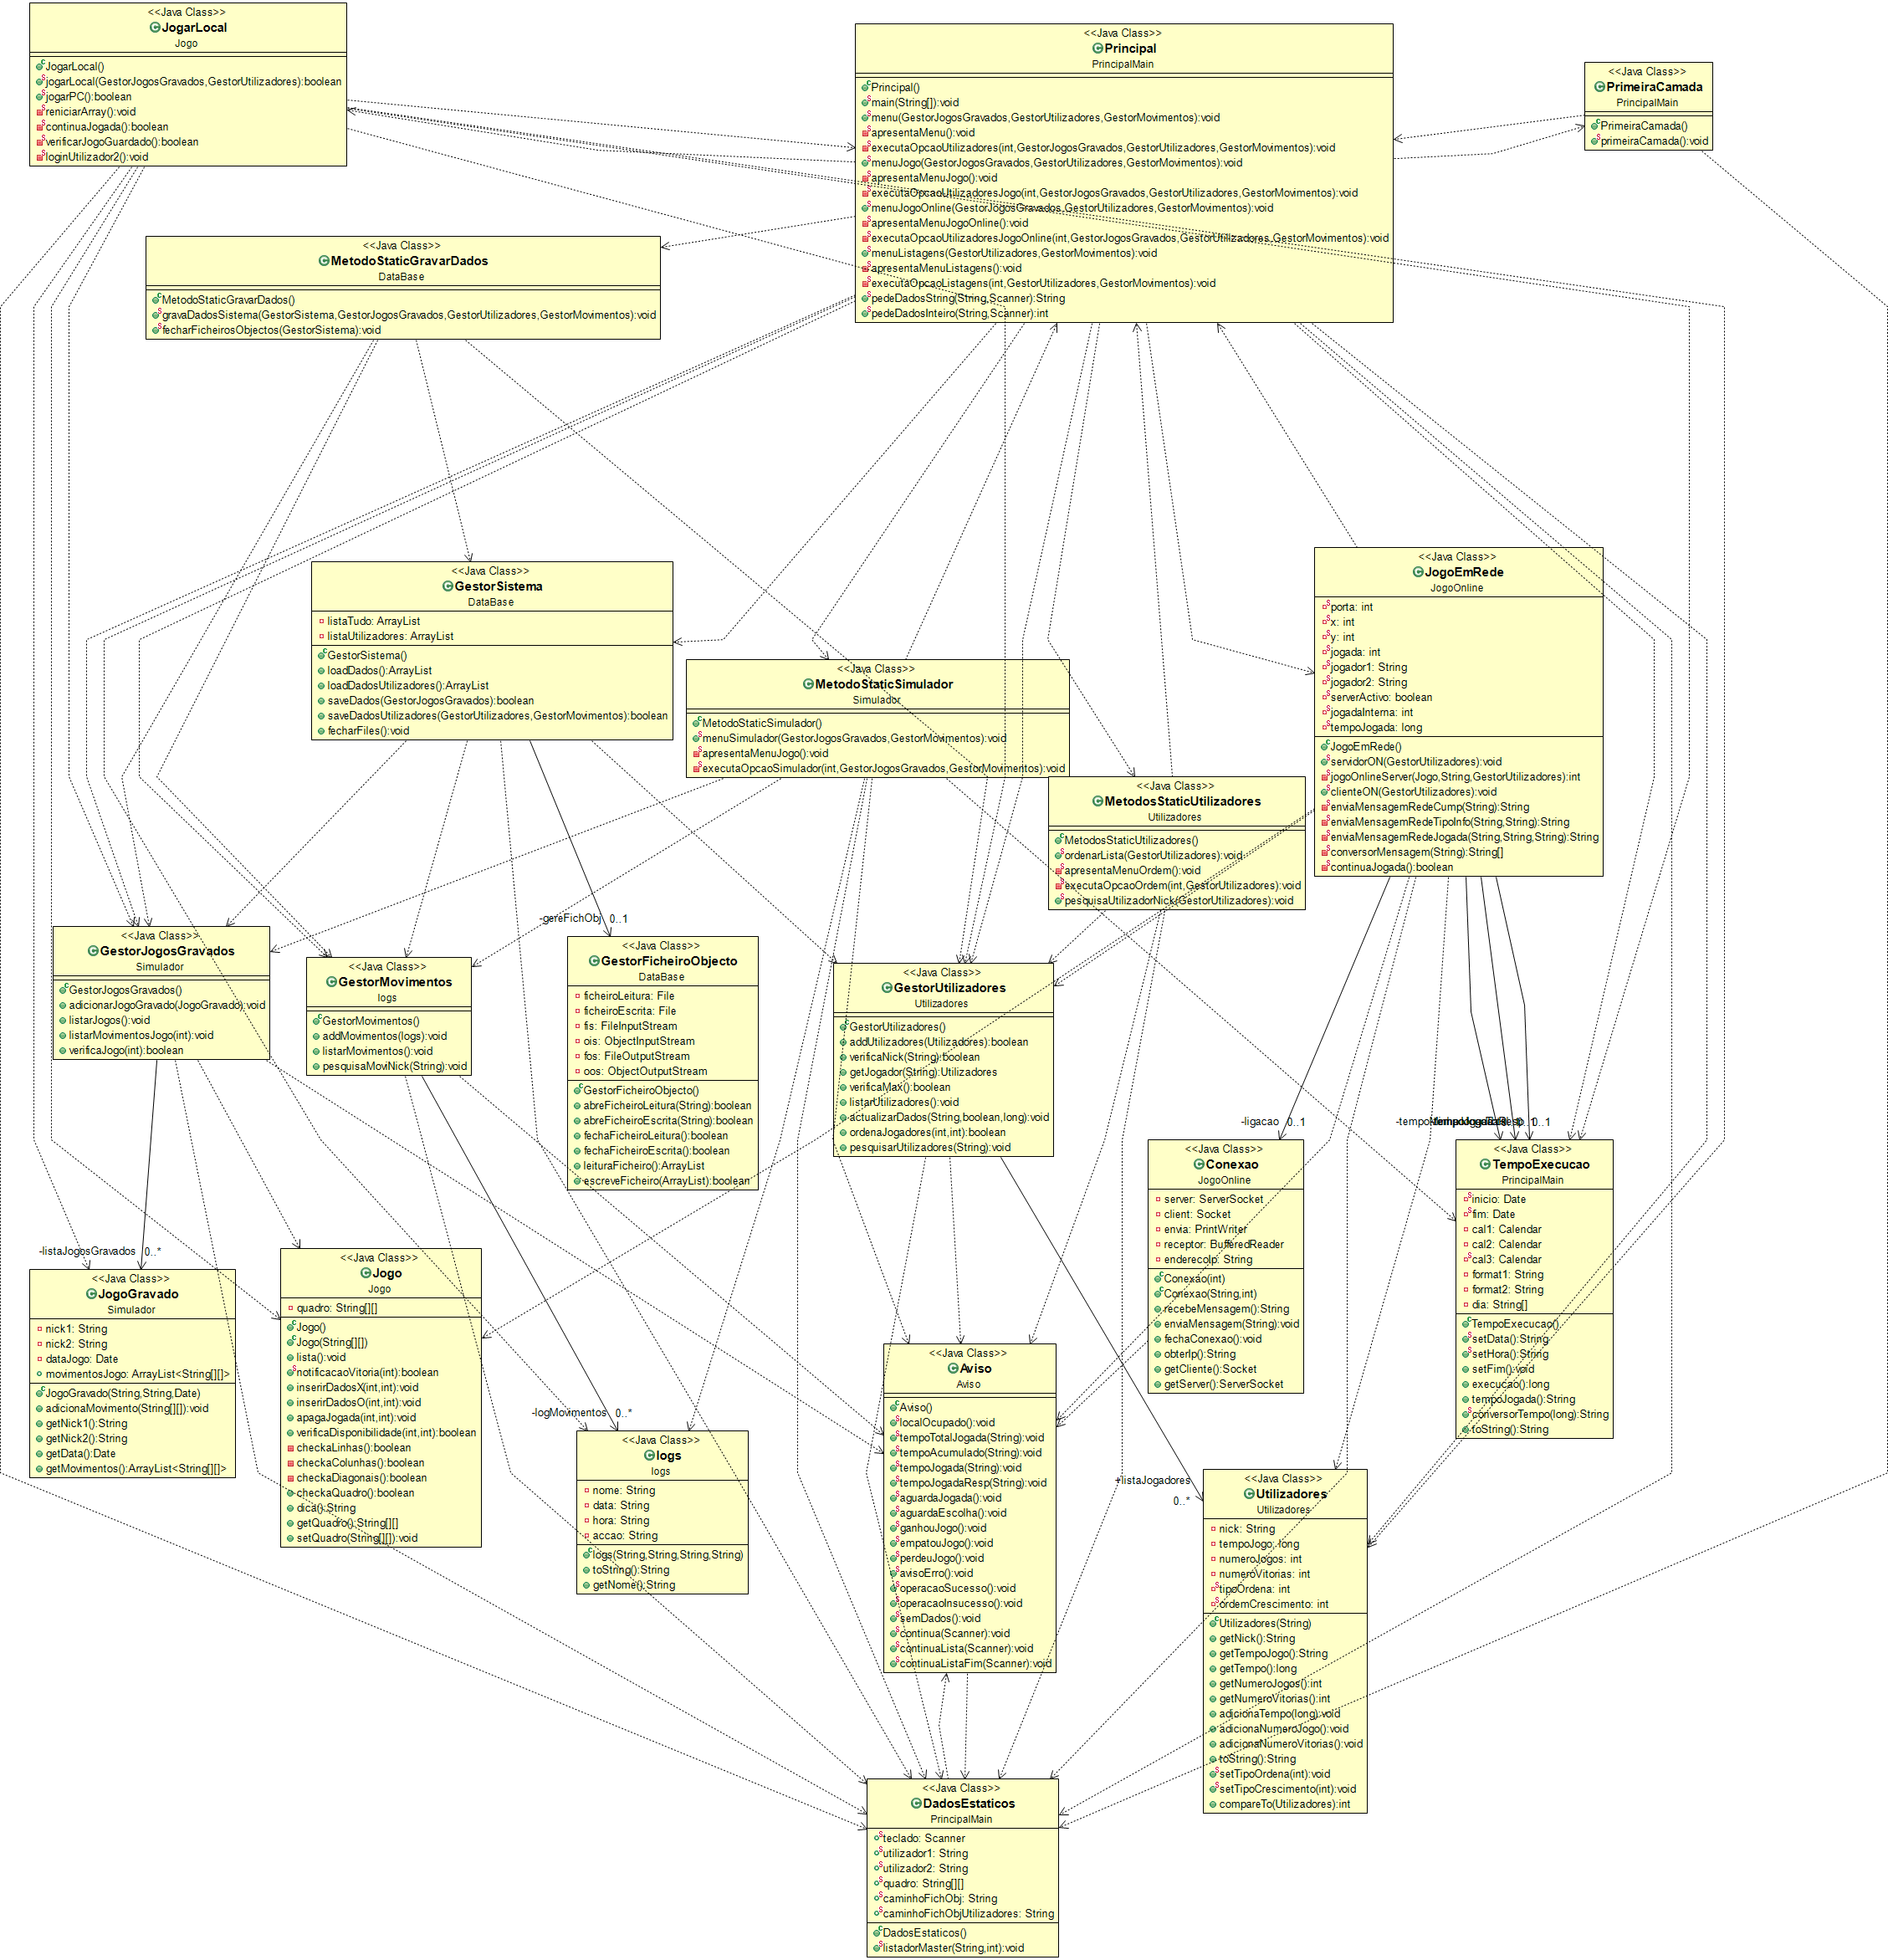 <<Java Class>>
JogarLocal
Jogo
JogarLocal()
jogarLocal(GestorJogosGravados,GestorUtilizadores):boolean
jogarPC():boolean
reniciarArray():void
continuaJogada():boolean
verificarJogoGuardado():boolean
loginUtilizador2():void
<<Java Class>>
Principal
PrincipalMain
Principal()
main(String[]):void
menu(GestorJogosGravados,GestorUtilizadores,GestorMovimentos):void
apresentaMenu():void
executaOpcaoUtilizadores(int,GestorJogosGravados,GestorUtilizadores,GestorMovimentos):void
menuJogo(GestorJogosGravados,GestorUtilizadores,GestorMovimentos):void
apresentaMenuJogo():void
executaOpcaoUtilizadoresJogo(int,GestorJogosGravados,GestorUtilizadores,GestorMovimentos):void
menuJogoOnline(GestorJogosGravados,GestorUtilizadores,GestorMovimentos):void
apresentaMenuJogoOnline():void
executaOpcaoUtilizadoresJogoOnline(int,GestorJogosGravados,GestorUtilizadores,GestorMovimentos):void
menuListagens(GestorUtilizadores,GestorMovimentos):void
apresentaMenuListagens():void
executaOpcaoListagens(int,GestorUtilizadores,GestorMovimentos):void
pedeDadosString(String,Scanner):String
pedeDadosInteiro(String,Scanner):int
<<Java Class>>
PrimeiraCamada
PrincipalMain
PrimeiraCamada()
primeiraCamada():void
<<Java Class>>
MetodoStaticGravarDados
DataBase
MetodoStaticGravarDados()
gravaDadosSistema(GestorSistema,GestorJogosGravados,GestorUtilizadores,GestorMovimentos):void
fecharFicheirosObjectos(GestorSistema):void
<<Java Class>>
GestorSistema
DataBase
listaTudo: ArrayList
listaUtilizadores: ArrayList
GestorSistema()
loadDados():ArrayList
loadDadosUtilizadores():ArrayList
saveDados(GestorJogosGravados):boolean
saveDadosUtilizadores(GestorUtilizadores,GestorMovimentos):boolean
fecharFiles():void
<<Java Class>>
MetodoStaticSimulador
Simulador
MetodoStaticSimulador()
menuSimulador(GestorJogosGravados,GestorMovimentos):void
apresentaMenuJogo():void
executaOpcaoSimulador(int,GestorJogosGravados,GestorMovimentos):void
<<Java Class>>
MetodosStaticUtilizadores
Utilizadores
MetodosStaticUtilizadores()
ordenarLista(GestorUtilizadores):void
apresentaMenuOrdem():void
executaOpcaoOrdem(int,GestorUtilizadores):void
pesquisaUtilizadorNick(GestorUtilizadores):void
<<Java Class>>
JogoEmRede
JogoOnline
porta: int
x: int
y: int
jogada: int
jogador1: String
jogador2: String
serverActivo: boolean
jogadaInterna: int
tempoJogada: long
JogoEmRede()
servidorON(GestorUtilizadores):void
jogoOnlineServer(Jogo,String,GestorUtilizadores):int
clienteON(GestorUtilizadores):void
enviaMensagemRedeCump(String):String
enviaMensagemRedeTipoInfo(String,String):String
enviaMensagemRedeJogada(String,String,String):String
conversorMensagem(String):String[]
continuaJogada():boolean
<<Java Class>>
GestorJogosGravados
Simulador
GestorJogosGravados()
adicionarJogoGravado(JogoGravado):void
listarJogos():void
listarMovimentosJogo(int):void
verificaJogo(int):boolean
<<Java Class>>
GestorMovimentos
logs
GestorMovimentos()
addMovimentos(logs):void
listarMovimentos():void
pesquisaMoviNick(String):void
-gereFichObj 0..1
<<Java Class>>
GestorFicheiroObjecto
DataBase
ficheiroLeitura: File
ficheiroEscrita: File
fis: FileInputStream
ois: ObjectInputStream
fos: FileOutputStream
oos: ObjectOutputStream
GestorFicheiroObjecto()
abreFicheiroLeitura(String):boolean
abreFicheiroEscrita(String):boolean
fechaFicheiroLeitura():boolean
fechaFicheiroEscrita():boolean
leituraFicheiro():ArrayList
escreveFicheiro(ArrayList):boolean
<<Java Class>>
GestorUtilizadores
Utilizadores
GestorUtilizadores()
addUtilizadores(Utilizadores):boolean
verificaNick(String):boolean
getJogador(String):Utilizadores
verificaMax():boolean
listarUtilizadores():void
actualizarDados(String,boolean,long):void
ordenaJogadores(int,int):boolean
pesquisarUtilizadores(String):void
-ligacao 0..1
<<Java Class>>
Conexao
JogoOnline
server: ServerSocket
client: Socket
envia: PrintWriter
receptor: BufferedReader
enderecoIp: String
Conexao(int)
Conexao(String,int)
recebeMensagem():String
enviaMensagem(String):void
fechaConexao():void
obterIp():String
getCliente():Socket
getServer():ServerSocket
0..1
<<Java Class>>
TempoExecucao
PrincipalMain
inicio: Date
fim: Date
cal1: Calendar
cal2: Calendar
cal3: Calendar
format1: String
format2: String
dia: String[]
TempoExecucao()
setData():String
setHora():String
setFim():void
execucao():long
tempoJogada():String
conversorTempo(long):String
toString():String
-listaJogosGravados 0..*
<<Java Class>>
JogoGravado
Simulador
nick1: String
nick2: String
dataJogo: Date
movimentosJogo: ArrayList<String[][]>
JogoGravado(String,String,Date)
adicionaMovimento(String[][]):void
getNick1():String
getNick2():String
getData():Date
getMovimentos():ArrayList<String[][]>
<<Java Class>>
Jogo
Jogo
quadro: String[][]
Jogo()
Jogo(String[][])
lista():void
notificacaoVitoria(int):boolean
inserirDadosX(int,int):void
inserirDadosO(int,int):void
apagaJogada(int,int):void
verificaDisponibilidade(int,int):boolean
checkaLinhas():boolean
checkaColunhas():boolean
checkaDiagonais():boolean
checkaQuadro():boolean
dica():String
getQuadro():String[][]
setQuadro(String[][]):void
-logMovimentos 0..*
<<Java Class>>
logs
logs
nome: String
data: String
hora: String
accao: String
logs(String,String,String,String)
toString():String
getNome():String
<<Java Class>>
Aviso
Aviso
Aviso()
localOcupado():void
tempoTotalJogada(String):void
tempoAcumulado(String):void
tempoJogada(String):void
tempoJogadaResp(String):void
aguardaJogada():void
aguardaEscolha():void
ganhouJogo():void
empatouJogo():void
perdeuJogo():void
avisoErro():void
operacaoSucesso():void
operacaoInsucesso():void
semDados():void
continua(Scanner):void
continuaLista(Scanner):void
continuaListaFim(Scanner):void
+listaJogadores
0..*
<<Java Class>>
Utilizadores
Utilizadores
nick: String
tempoJogo: long
numeroJogos: int
numeroVitorias: int
tipoOrdena: int
ordemCrescimento: int
Utilizadores(String)
getNick():String
getTempoJogo():String
getTempo():long
getNumeroJogos():int
getNumeroVitorias():int
adicionaTempo(long):void
adicionaNumeroJogo():void
adicionaNumeroVitorias():void
toString():String
setTipoOrdena(int):void
setTipoCrescimento(int):void
compareTo(Utilizadores):int
<<Java Class>>
DadosEstaticos
PrincipalMain
teclado: Scanner
utilizador1: String
utilizador2: String
quadro: String[][]
caminhoFichObj: String
caminhoFichObjUtilizadores: String
DadosEstaticos()
listadorMaster(String,int):void